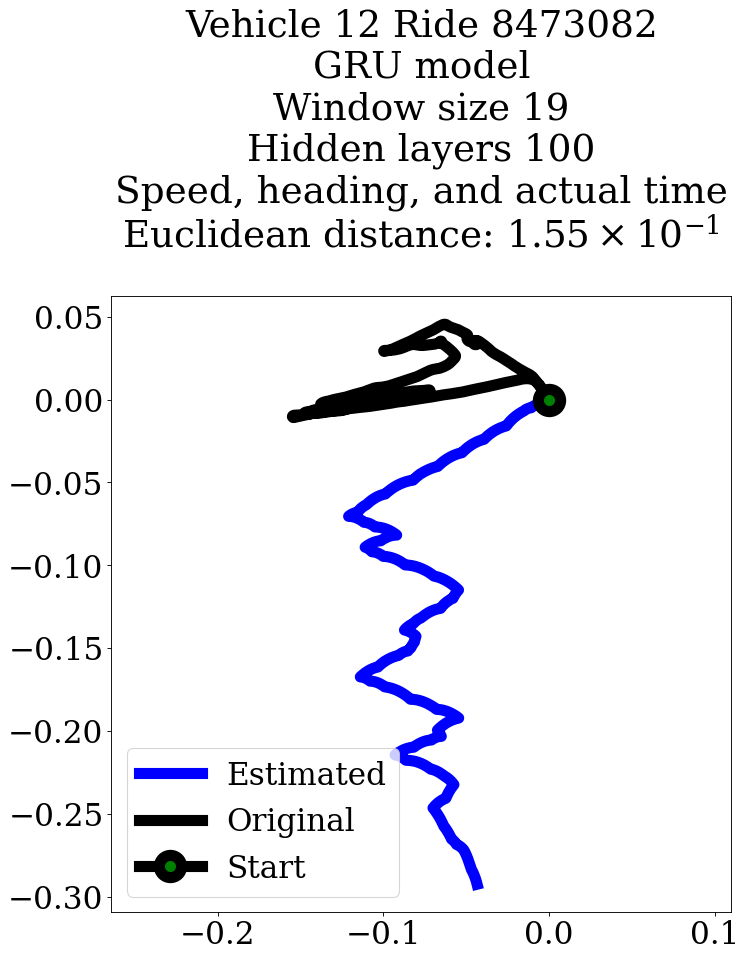 Vehicle 12 Ride 8473082
GRU model
Window size 19
Hidden layers 100
Speed, heading, and actual time
Euclidean distance: 1.55 × 10⁻¹
0.05
0.00
−0.05
−0.10
−0.15
−0.20
−0.25
−0.30
Estimated
Original
Start
−0.2 −0.1 0.0 0.1